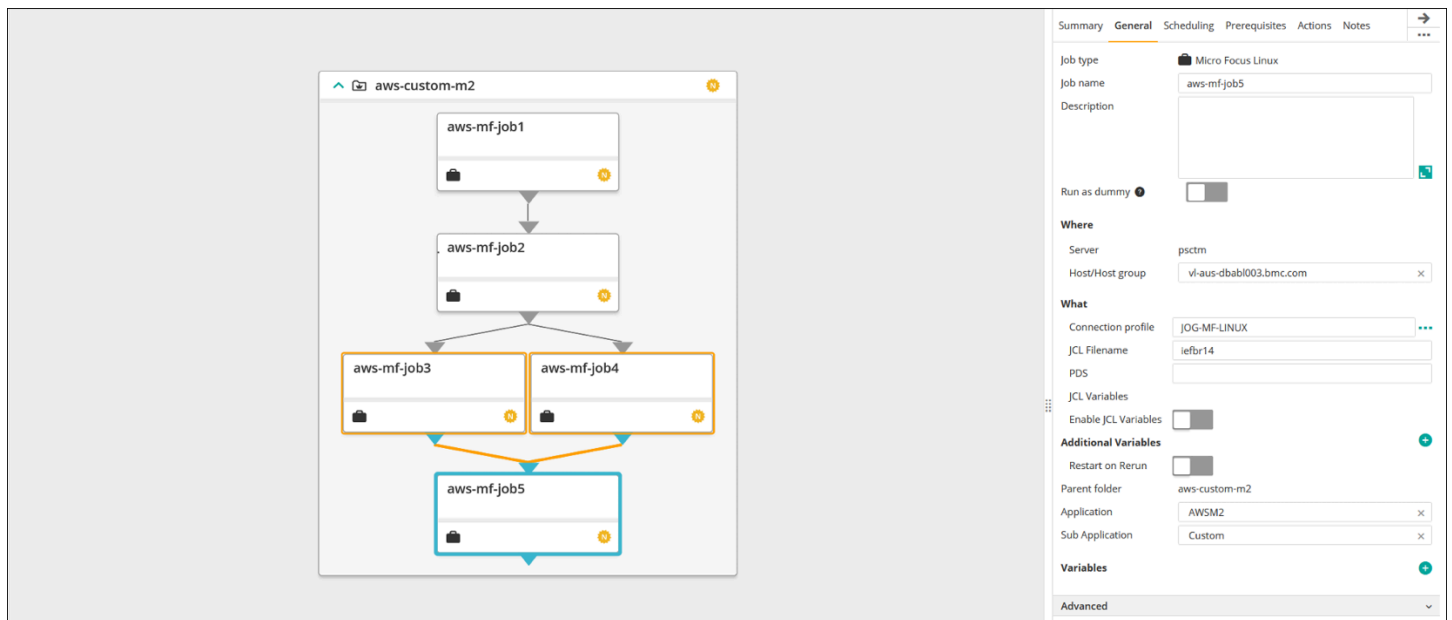 aws-custom-m2
N
aws-mf-job1
N
aws-mf-job2
N
aws-mf-job3
N
aws-mf-job4
N
aws-mf-job5
N
Summary General Scheduling Prerequisites Actions Notes
Job type Micro Focus Linux
Job name aws-mf-job5
Description
Run as dummy ?
Where
Server psctm
Host/Host group vl-aus-dbabl003.bmc.com
What
Connection profile JOG-MF-LINUX
JCL Filename iefbr14
PDS
JCL Variables
Enable JCL Variables
Additional Variables
Restart on Rerun
Parent folder aws-custom-m2
Application AWSM2
Sub Application Custom
Variables
Advanced